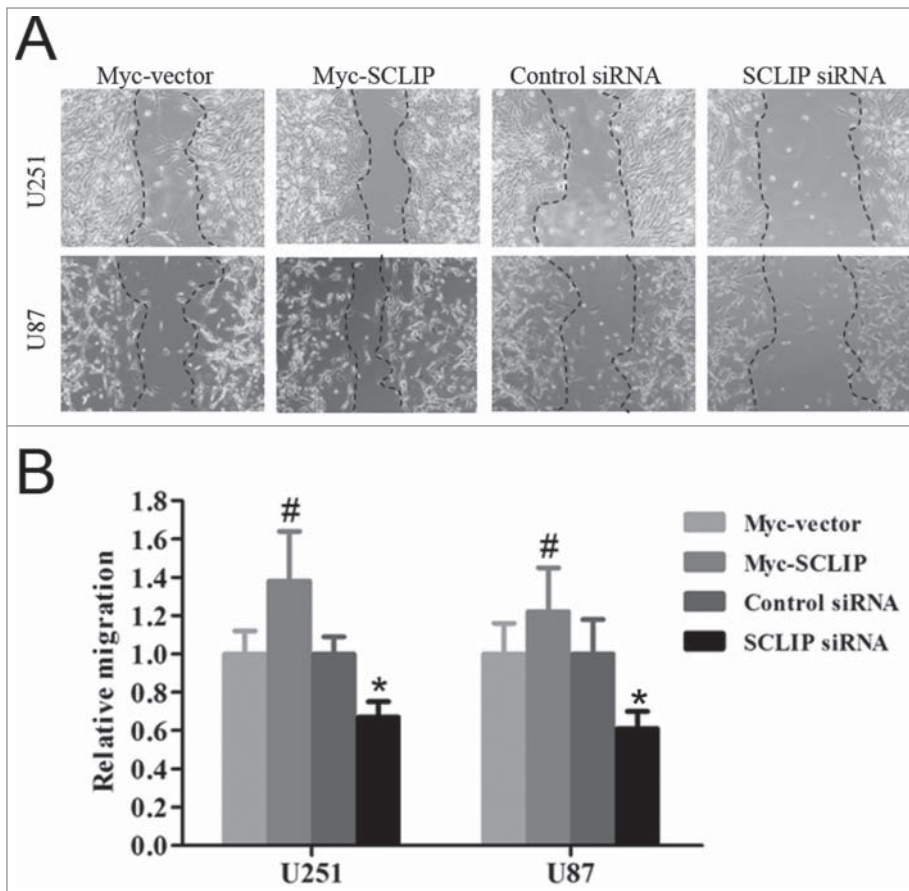 A
Myc-vector Myc-SCLIP Control siRNA SCLIP siRNA
U251
U87
B
Relative migration
1.8
1.6
1.4
1.2
1.0
0.8
0.6
0.4
0.2
0.0
#
*
#
*
U251 U87
Myc-vector
Myc-SCLIP
Control siRNA
SCLIP siRNA